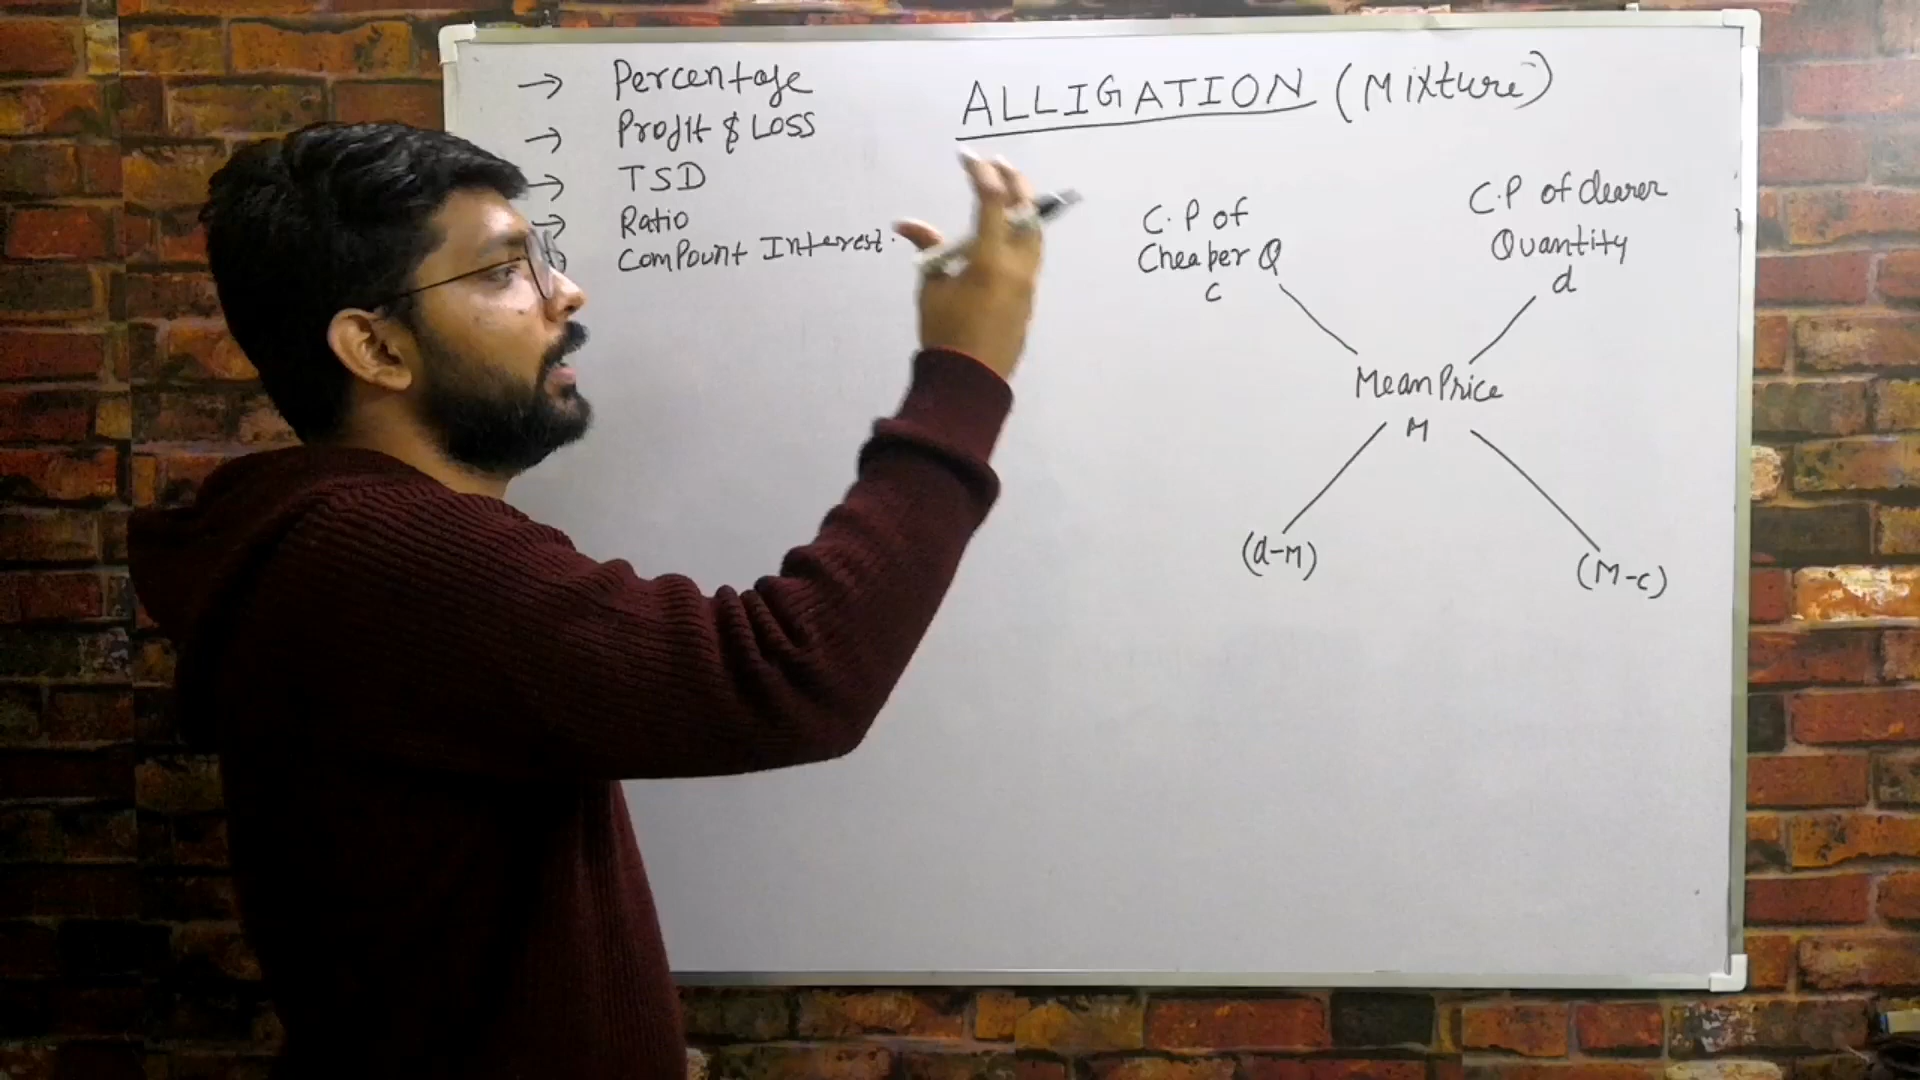 → Percentage
→ Profit & Loss
→ TSD
→ Ratio
Compount Interest.
ALLIGATION (Mixture)
C.P of
Cheaper Q
c
C.P of dearer
Quantity
d
Mean Price
M
(d-M)
(M-c)